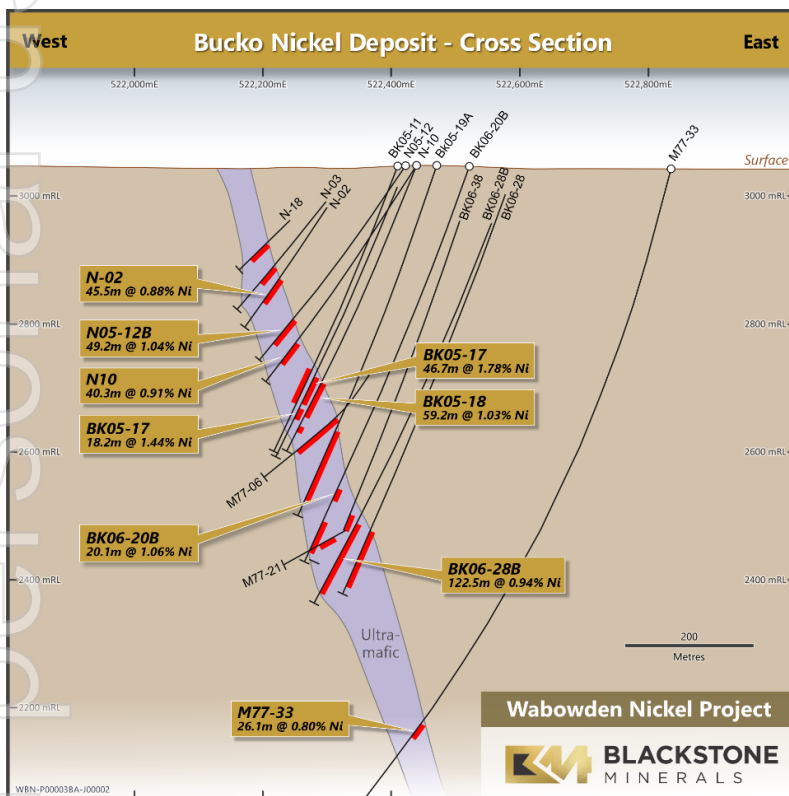 West
Bucko Nickel Deposit - Cross Section
East
522,000mE
522,200mE
522,400mE
522,600mE
522,800mE
BK05-11
N05-12
N-10
Bk05-19A
BK06-20B
M77-33
Surface
3000 mRL
3000 mRL
N-18
N-03
N-02
BK06-38
BK06-28B
BK06-28
N-02
45.5m @ 0.88% Ni
2800 mRL
2800 mRL
N05-12B
49.2m @ 1.04% Ni
BK05-17
46.7m @ 1.78% Ni
N10
40.3m @ 0.91% Ni
BK05-18
59.2m @ 1.03% Ni
BK05-17
18.2m @ 1.44% Ni
2600 mRL
2600 mRL
M77-06
BK06-20B
20.1m @ 1.06% Ni
M77-21
BK06-28B
122.5m @ 0.94% Ni
2400 mRL
2400 mRL
Ultra-
mafic
200
Metres
2200 mRL
M77-33
26.1m @ 0.80% Ni
Wabowden Nickel Project
BLACKSTONE
MINERALS
WBN-P00003BA-J00002